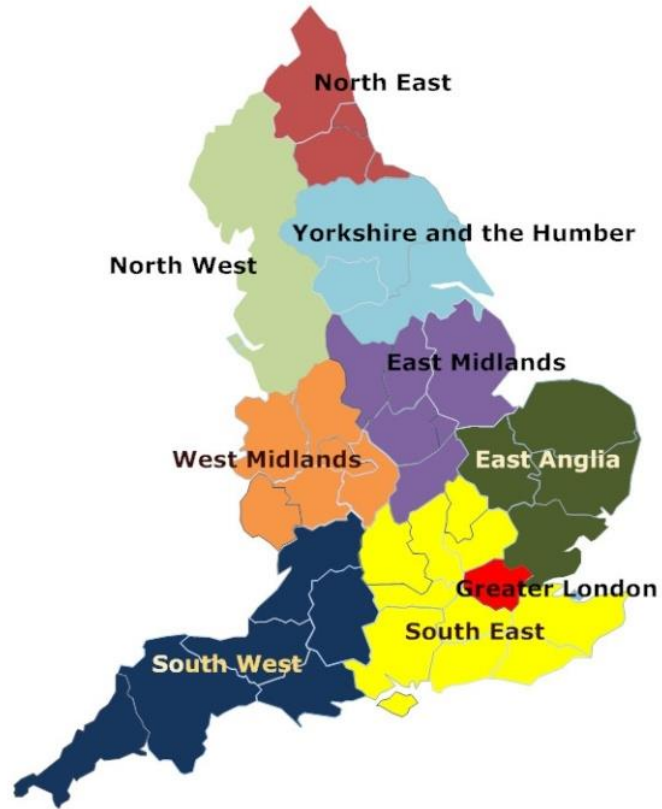 North East
Yorkshire and the Humber
North West
East Midlands
West Midlands
East Anglia
Greater London
South East
South West